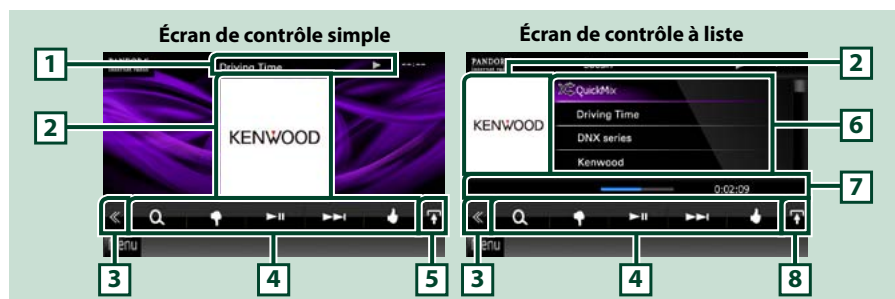 Écran de contrôle simple
Écran de contrôle à liste
1
2
3
4
5
PANDORA
Driving Time
--:--
KENWOOD
Menu
2
6
7
3
4
8
PANDORA
KENWOOD
QuickMix
Driving Time
DNX series
Kenwood
0:02:09